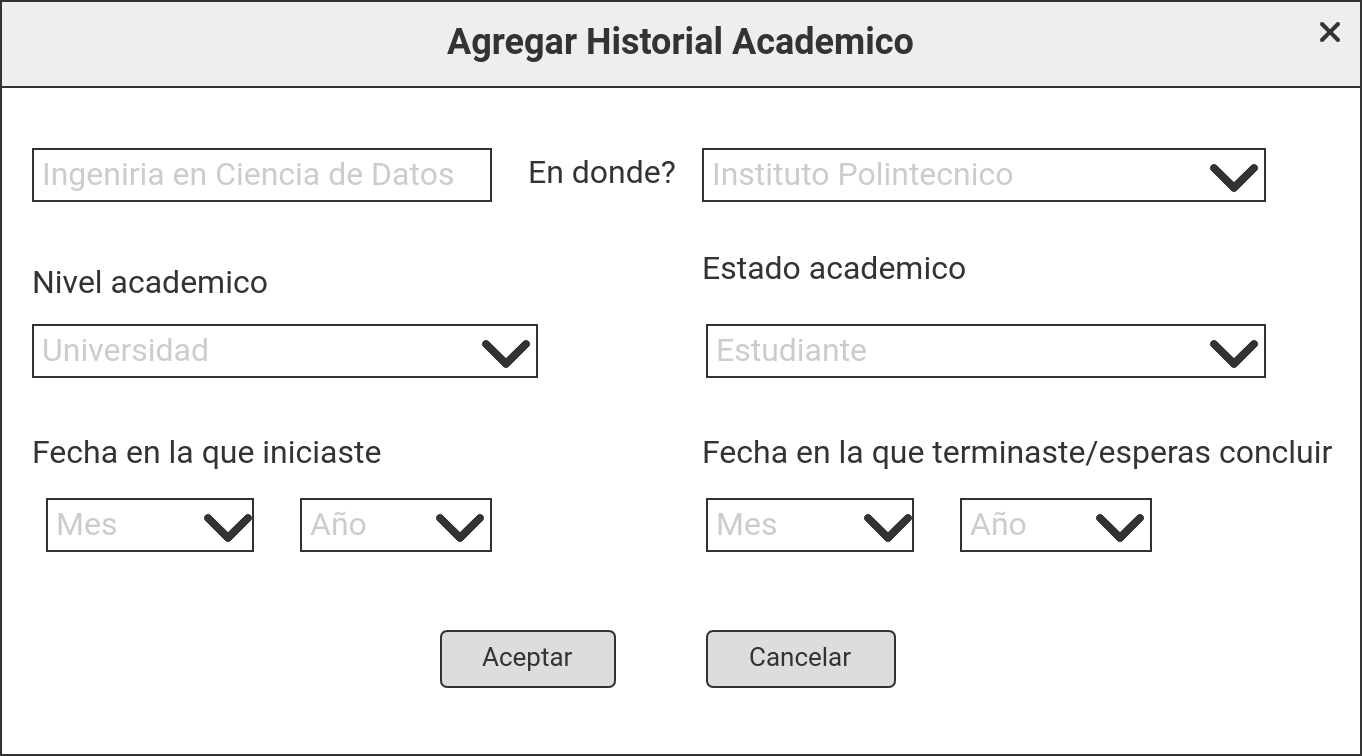 Agregar Historial Academico
Ingeniria en Ciencia de Datos En donde? Instituto Polintecnico
Nivel academico Estado academico
Universidad Estudiante
Fecha en la que iniciaste Fecha en la que terminaste/esperas concluir
Mes Año Mes Año
Aceptar Cancelar